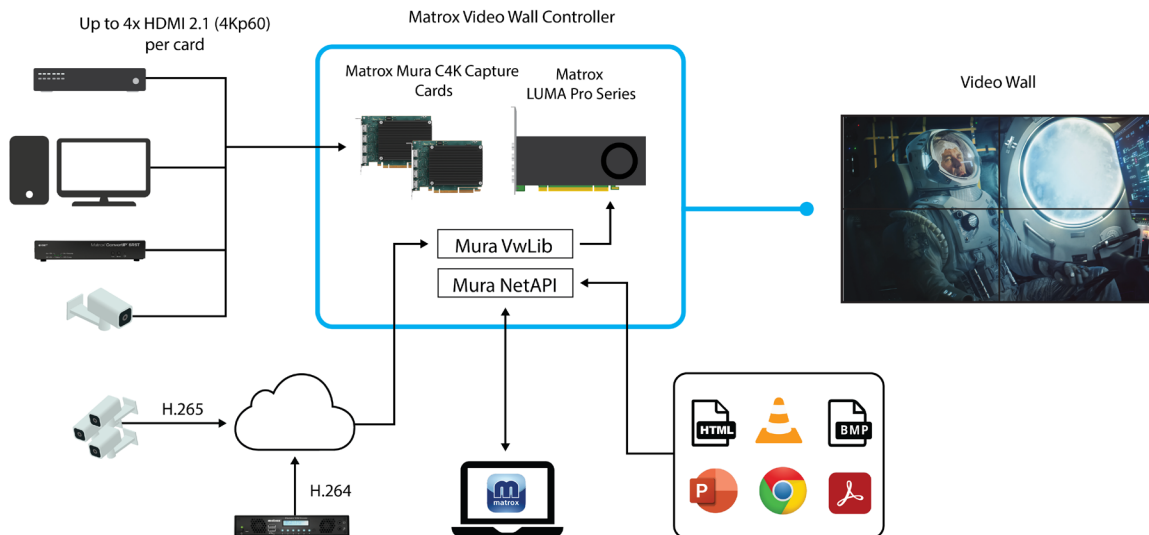 Up to 4x HDMI 2.1 (4Kp60)
per card
Matrox Video Wall Controller
Matrox Mura C4K Capture
Cards
Matrox
LUMA Pro Series
Video Wall
Mura VwLib
Mura NetAPI
H.265
H.264
matrox
HTML
BMP
P